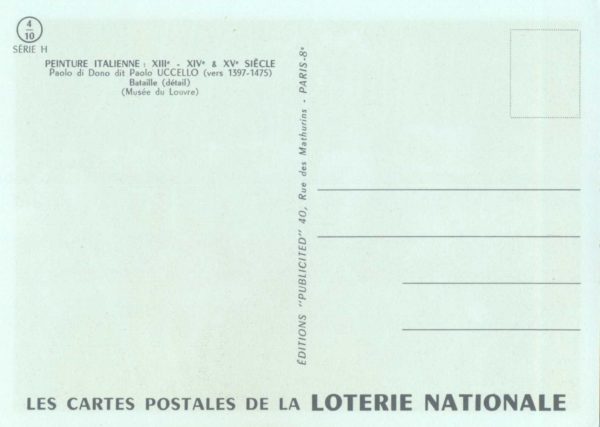 4
10
SÉRIE H
PEINTURE ITALIENNE : XIIIᵉ - XIVᵉ & XVᵉ SIÈCLE
Paolo di Dono dit Paolo UCCELLO (vers 1397-1475)
Bataille (détail)
(Musée du Louvre)
ÉDITIONS "PUBLICITED" 40, Rue des Mathurins - PARIS-8ᵉ
LES CARTES POSTALES DE LA LOTERIE NATIONALE